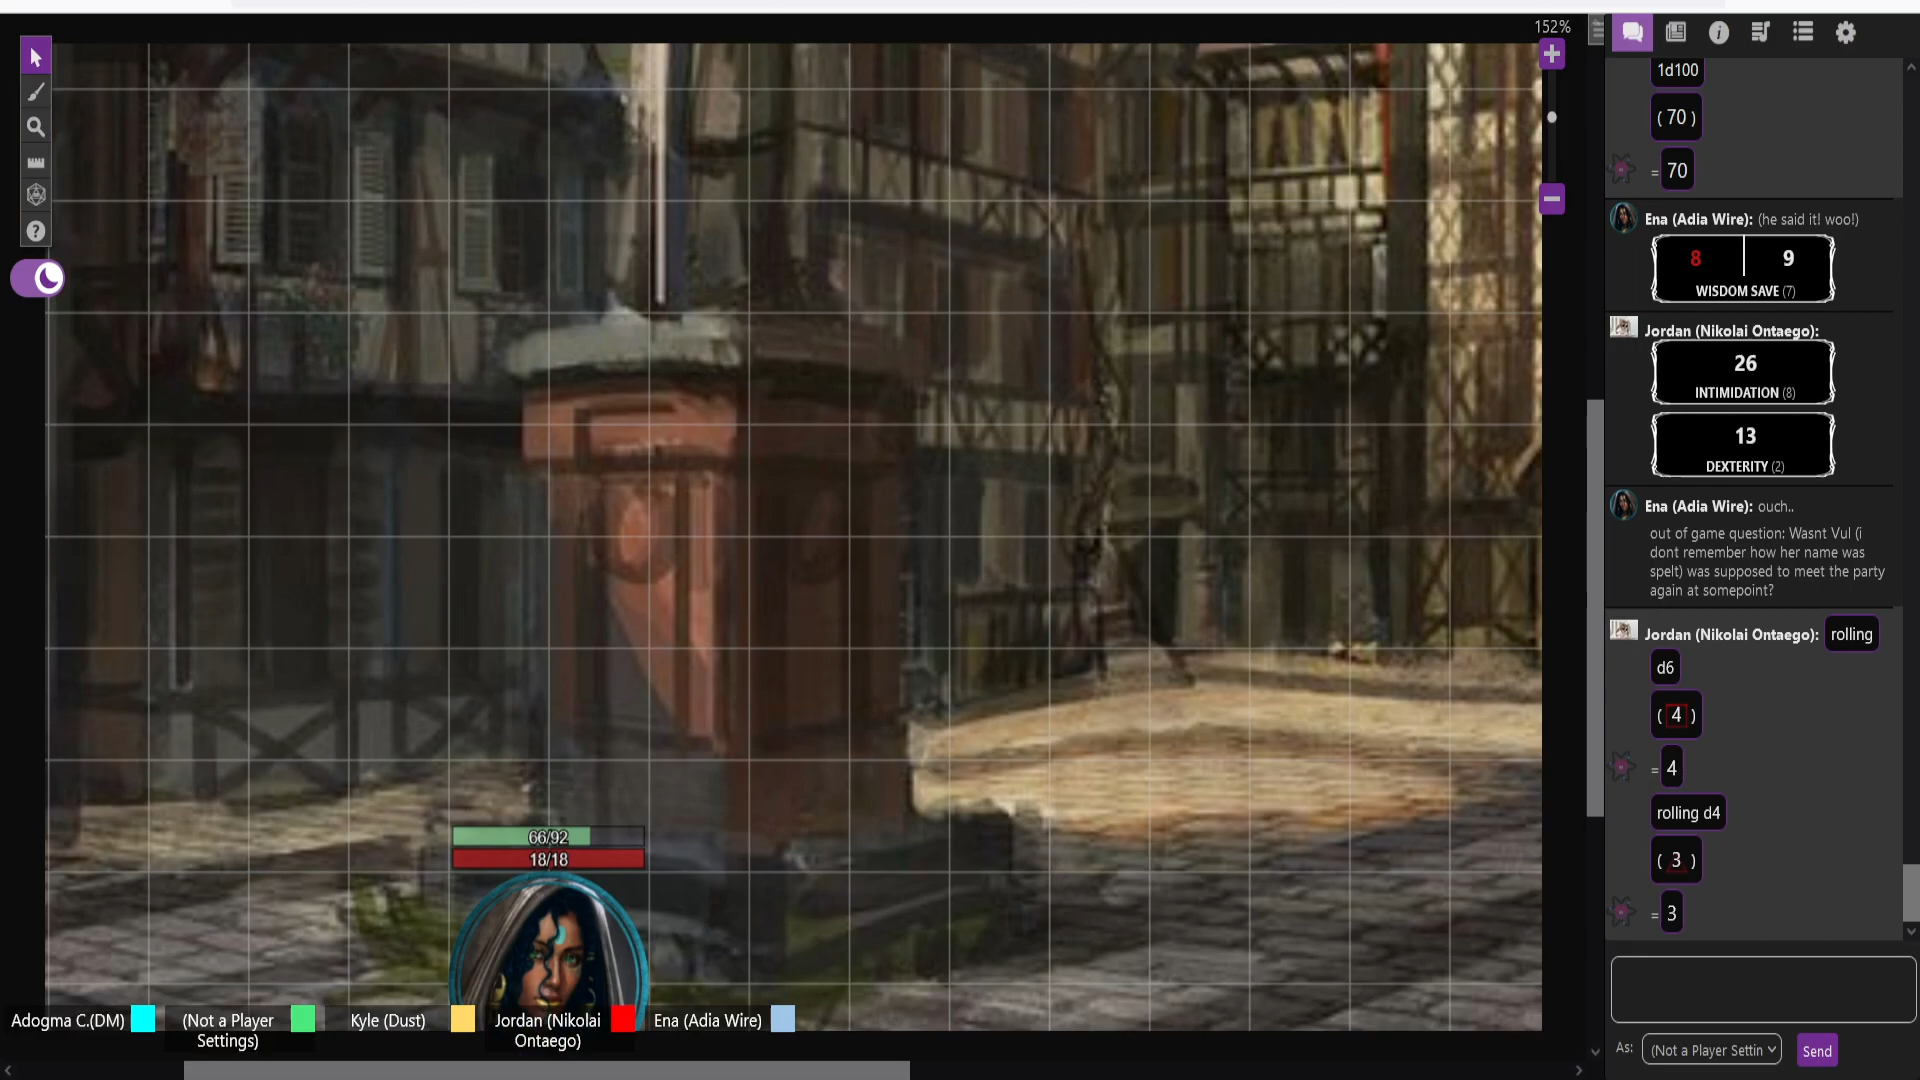 152%
1d100
( 70 )
= 70
Ena (Adia Wire): (he said it! woo!)
8 9
WISDOM SAVE (7)
Jordan (Nikolai Ontaego):
26
INTIMIDATION (8)
13
DEXTERITY (2)
Ena (Adia Wire): ouch..
out of game question: Wasnt Vul (i
dont remember how her name was
spelt) was supposed to meet the party
again at somepoint?
Jordan (Nikolai Ontaego): rolling
d6
( 4 )
= 4
rolling d4
( 3 )
= 3
66/92
18/18
Adogma C.(DM)
(Not a Player
Settings)
Kyle (Dust)
Jordan (Nikolai
Ontaego)
Ena (Adia Wire)
As: (Not a Player Settin
Send